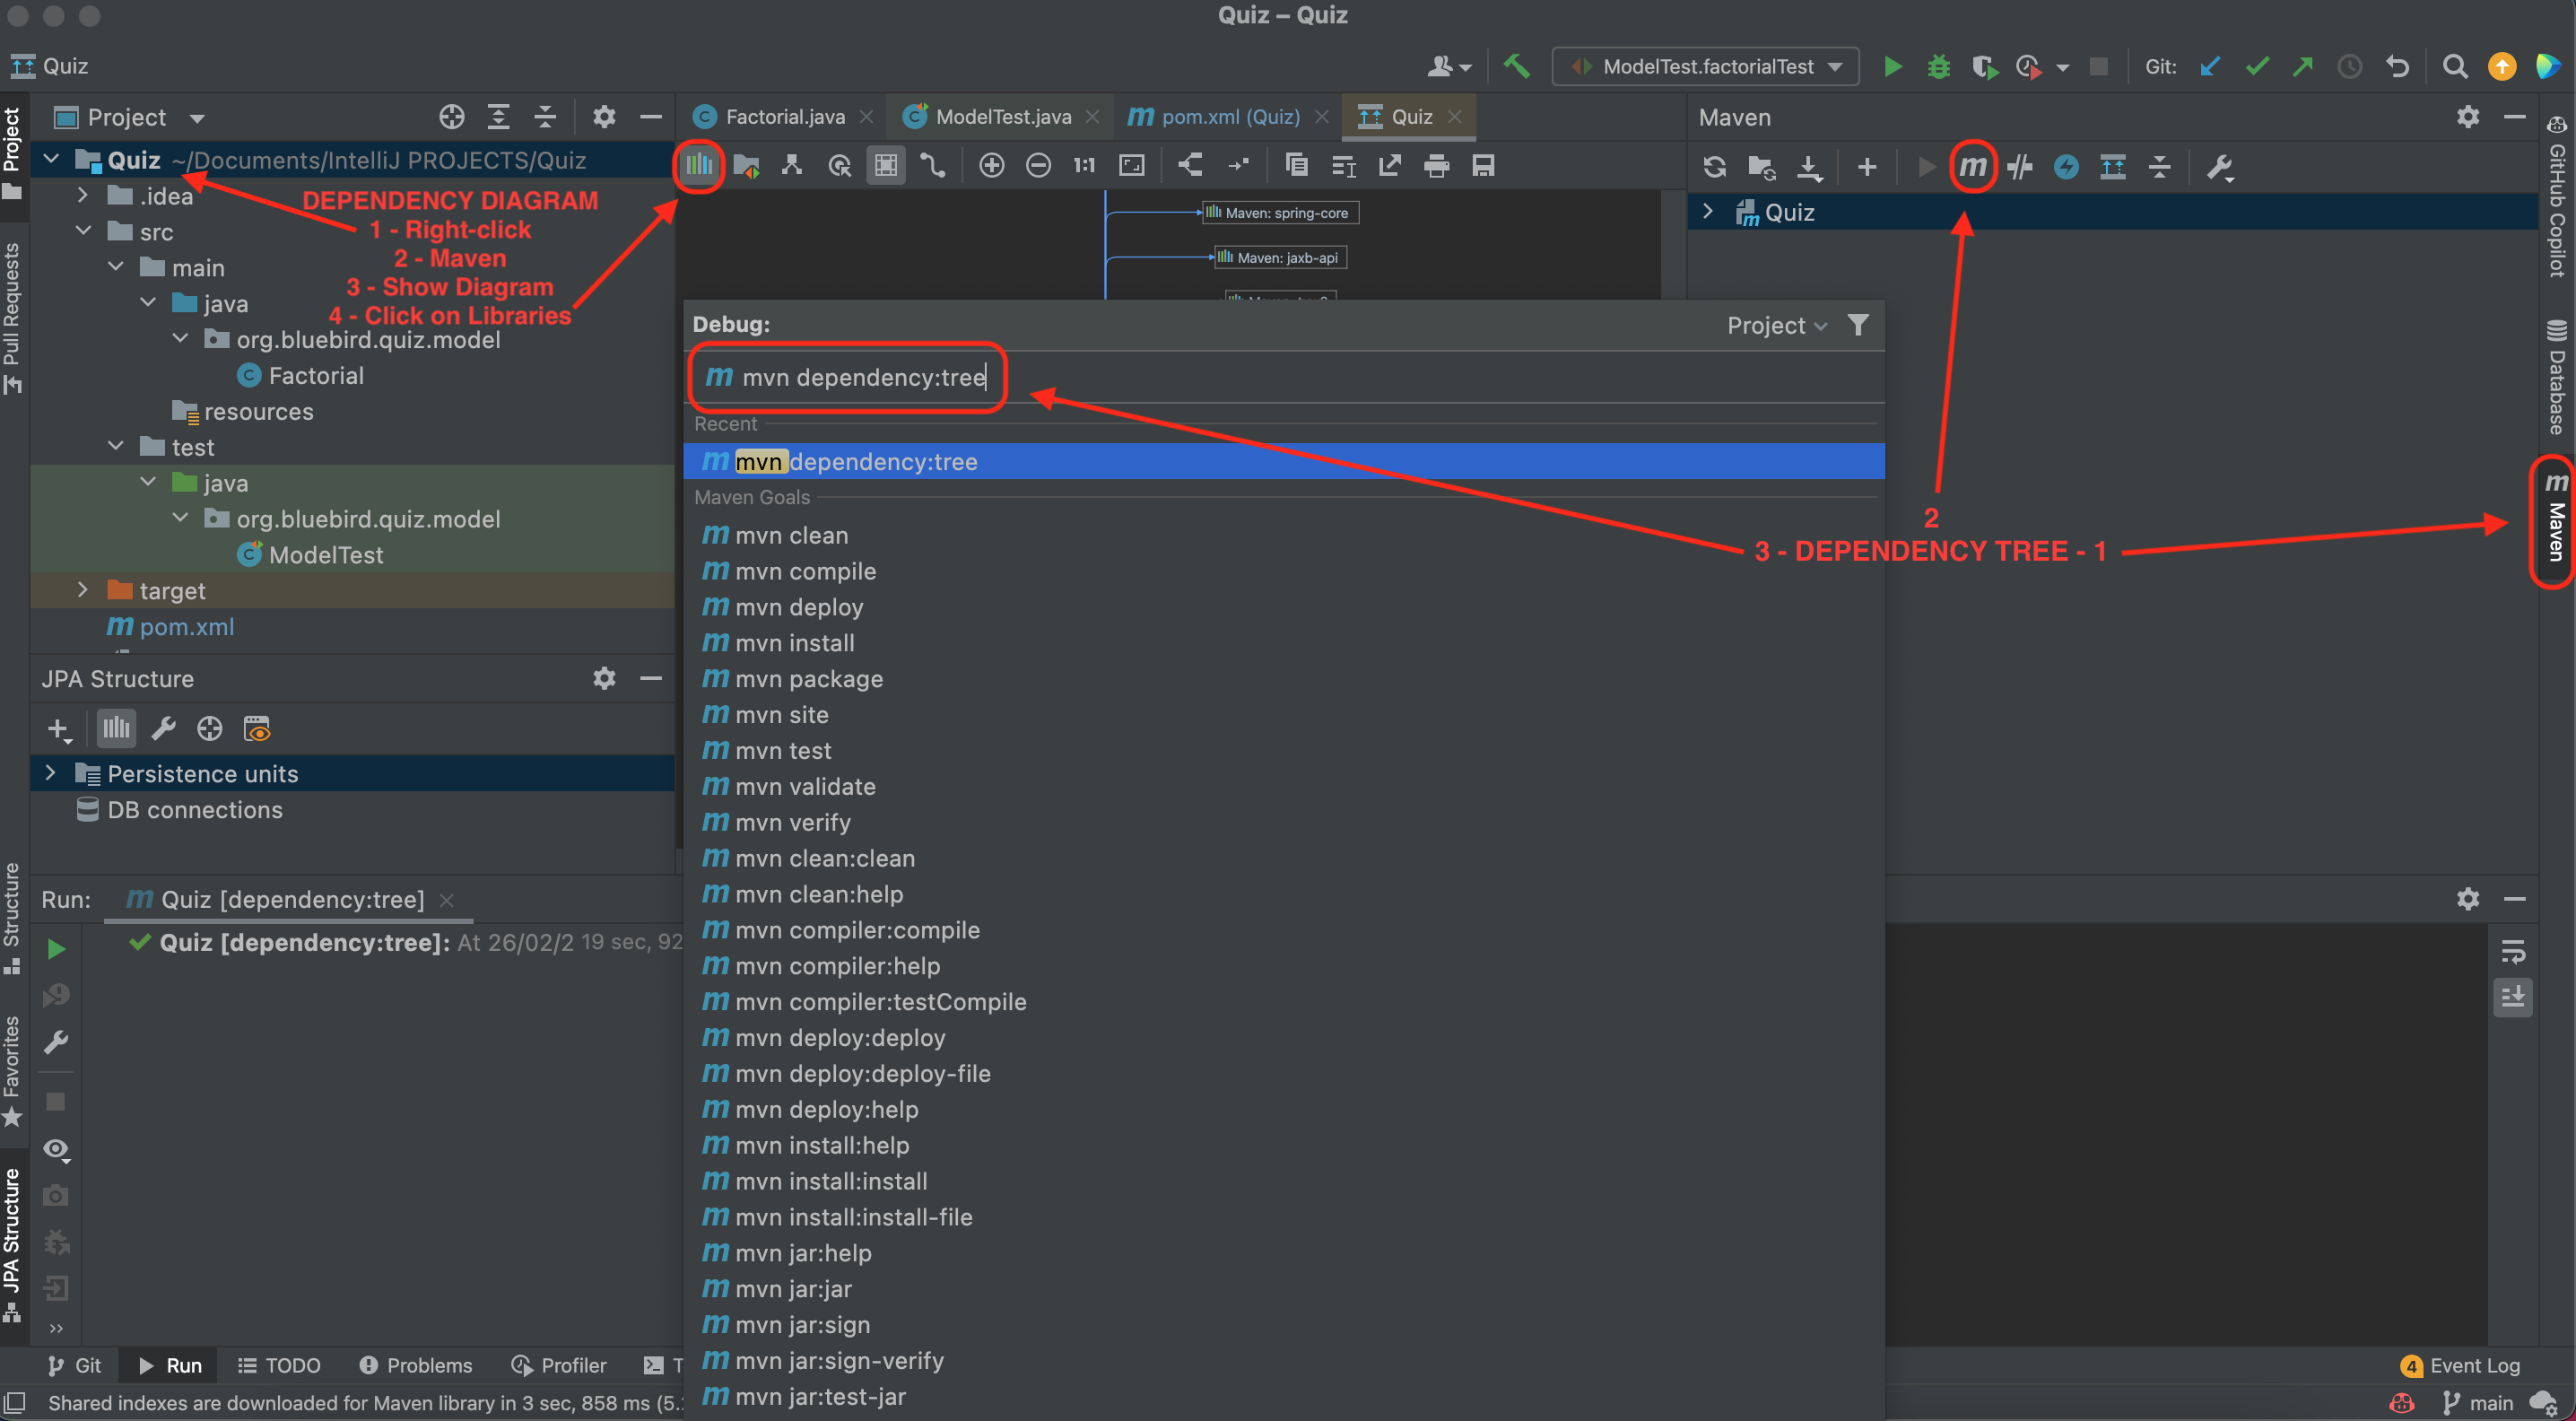 Quiz – Quiz
Quiz
ModelTest.factorialTest
Git:
Project
Factorial.java
ModelTest.java
pom.xml (Quiz)
Quiz
Maven
Quiz ~/Documents/IntelliJ PROJECTS/Quiz
.idea
src
main
java
org.bluebird.quiz.model
Factorial
resources
test
java
org.bluebird.quiz.model
ModelTest
target
pom.xml
DEPENDENCY DIAGRAM
1 - Right-click
2 - Maven
3 - Show Diagram
4 - Click on Libraries
1:1
Maven: spring-core
Maven: jaxb-api
Quiz
Debug:
Project
mvn dependency:tree
Recent
mvn dependency:tree
Maven Goals
mvn clean
mvn compile
mvn deploy
mvn install
mvn package
mvn site
mvn test
mvn validate
mvn verify
mvn clean:clean
mvn clean:help
mvn compiler:compile
mvn compiler:help
mvn compiler:testCompile
mvn deploy:deploy
mvn deploy:deploy-file
mvn deploy:help
mvn install:help
mvn install:install
mvn install:install-file
mvn jar:help
mvn jar:jar
mvn jar:sign
mvn jar:sign-verify
mvn jar:test-jar
2
3 - DEPENDENCY TREE - 1
JPA Structure
Persistence units
DB connections
Run:
Quiz [dependency:tree]
Quiz [dependency:tree]: At 26/02/2 19 sec, 92
Project
Pull Requests
Structure
Favorites
JPA Structure
GitHub Copilot
Database
Maven
Git
Run
TODO
Problems
Profiler
T
4 Event Log
Shared indexes are downloaded for Maven library in 3 sec, 858 ms (5.
main